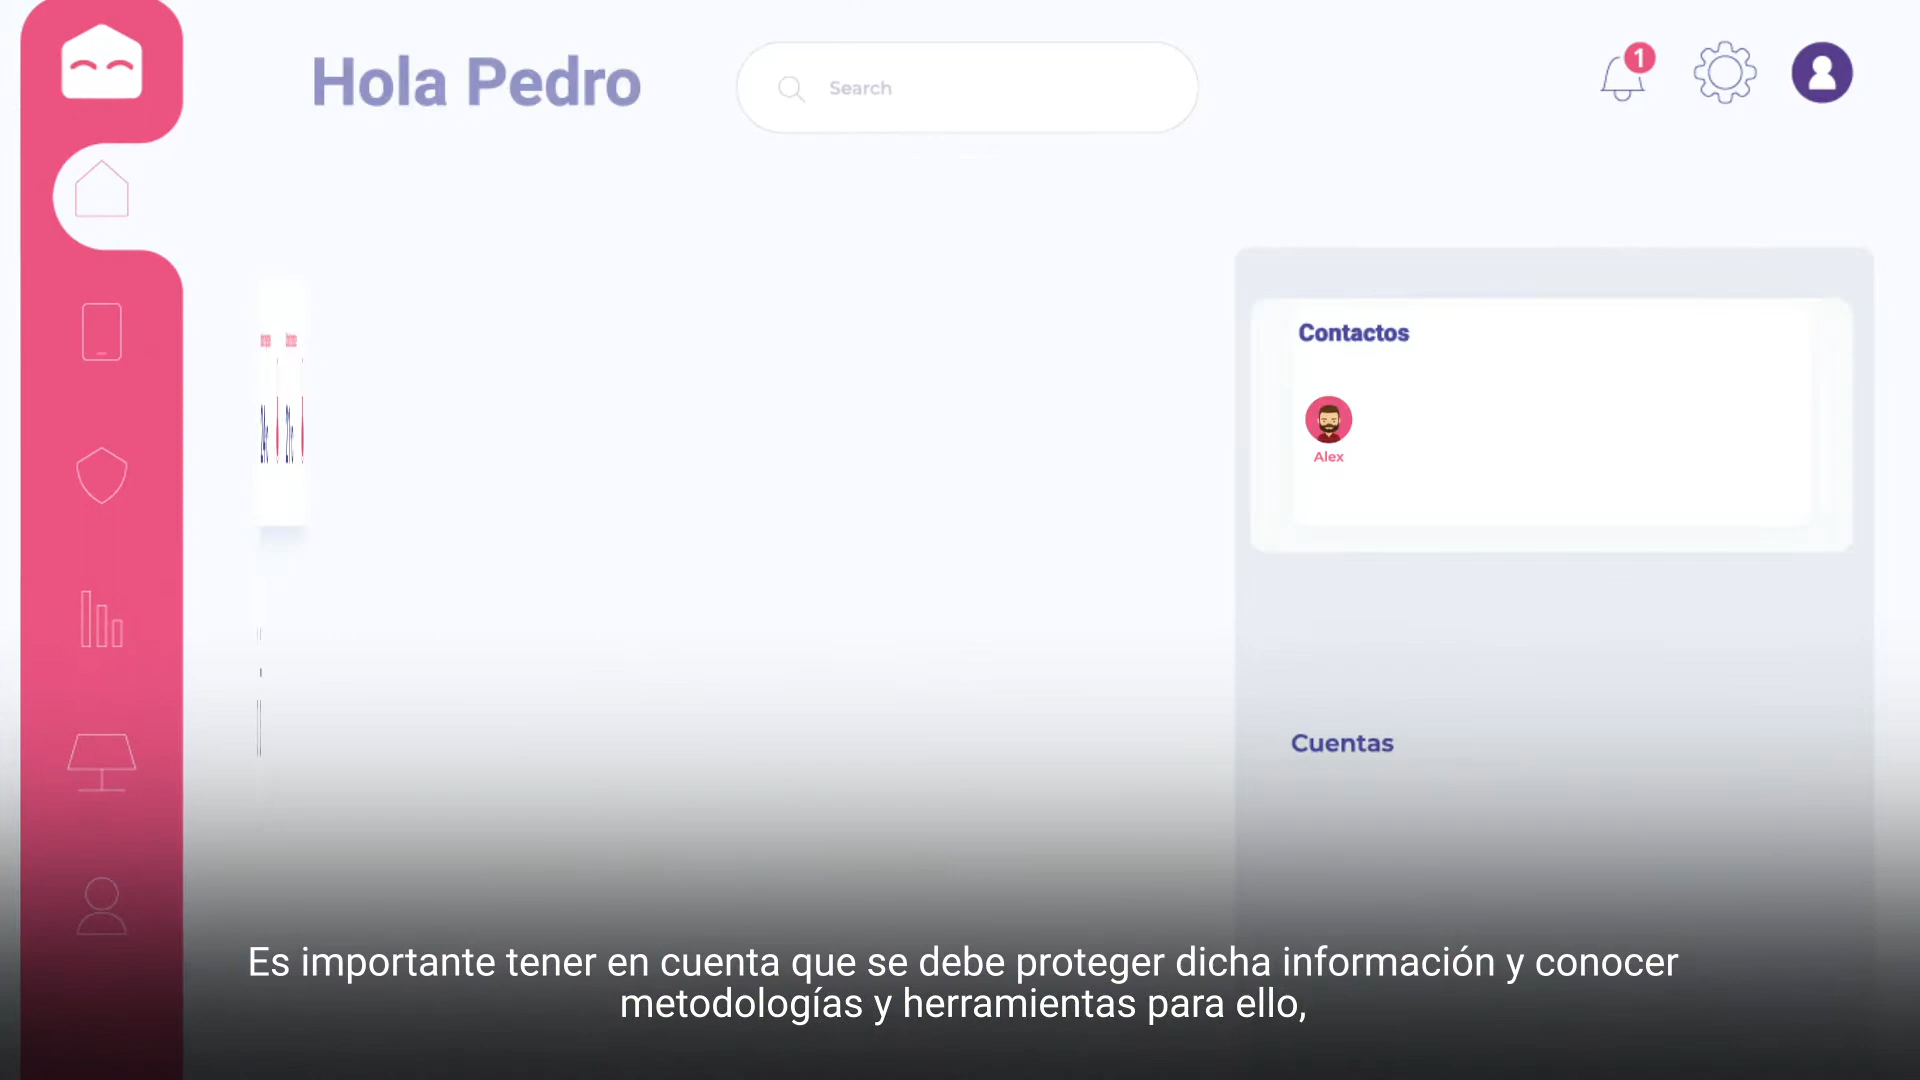 Hola Pedro
Search
1
Contactos
Alex
Cuentas
Es importante tener en cuenta que se debe proteger dicha información y conocer
metodologías y herramientas para ello,